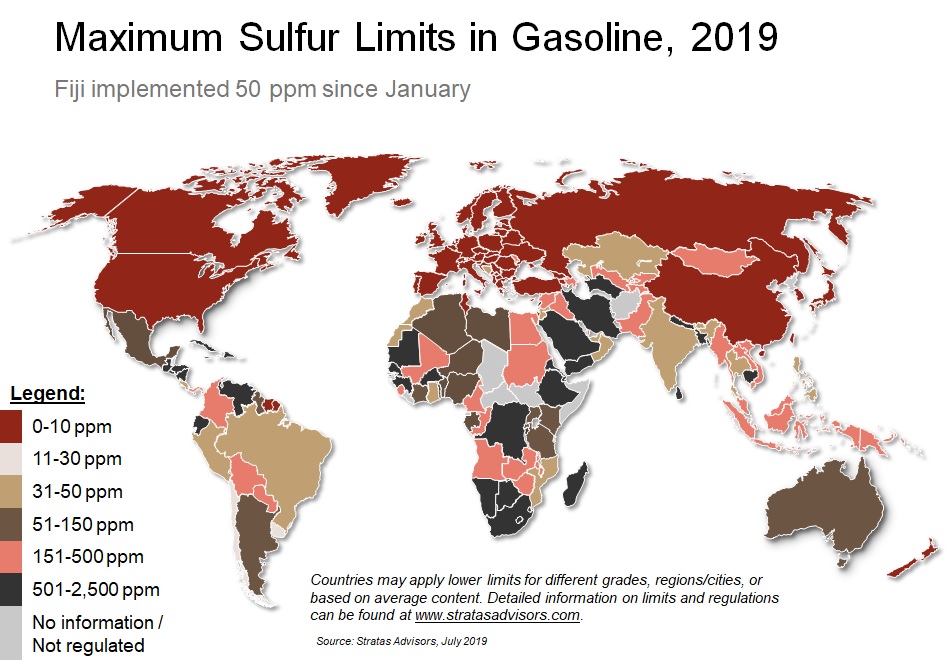 Maximum Sulfur Limits in Gasoline, 2019
Fiji implemented 50 ppm since January
Legend:
0-10 ppm
11-30 ppm
31-50 ppm
51-150 ppm
151-500 ppm
501-2,500 ppm
No information /
Not regulated
Countries may apply lower limits for different grades, regions/cities, or
based on average content. Detailed information on limits and regulations
can be found at www.stratasadvisors.com.
Source: Stratas Advisors, July 2019